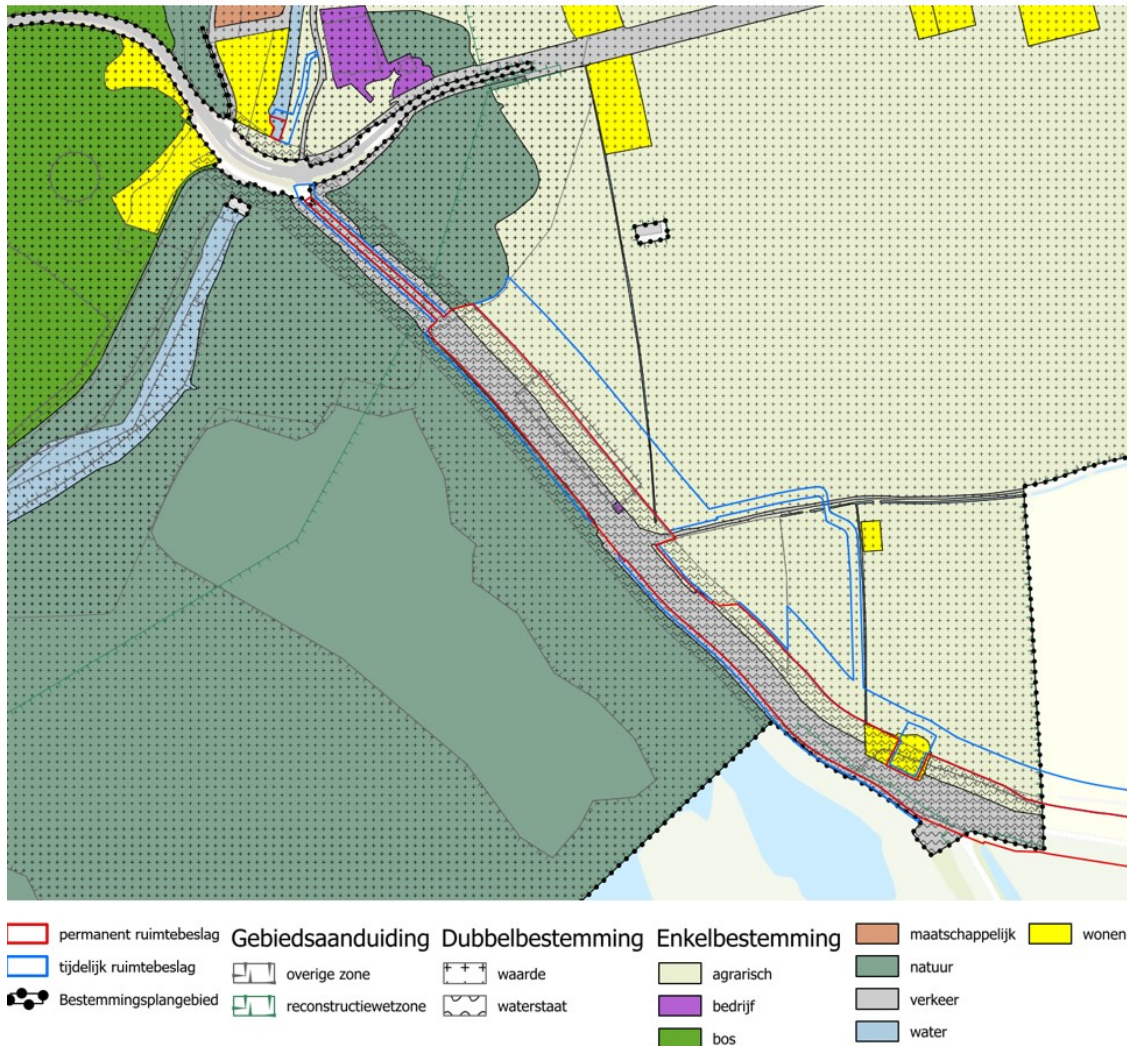 permanent ruimtebeslag
tijdelijk ruimtebeslag
Bestemmingsplangebied
Gebiedsaanduiding
overige zone
reconstructiewetzone
Dubbelbestemming
waarde
waterstaat
Enkelbestemming
agrarisch
bedrijf
bos
maatschappelijk
natuur
verkeer
water
wonen